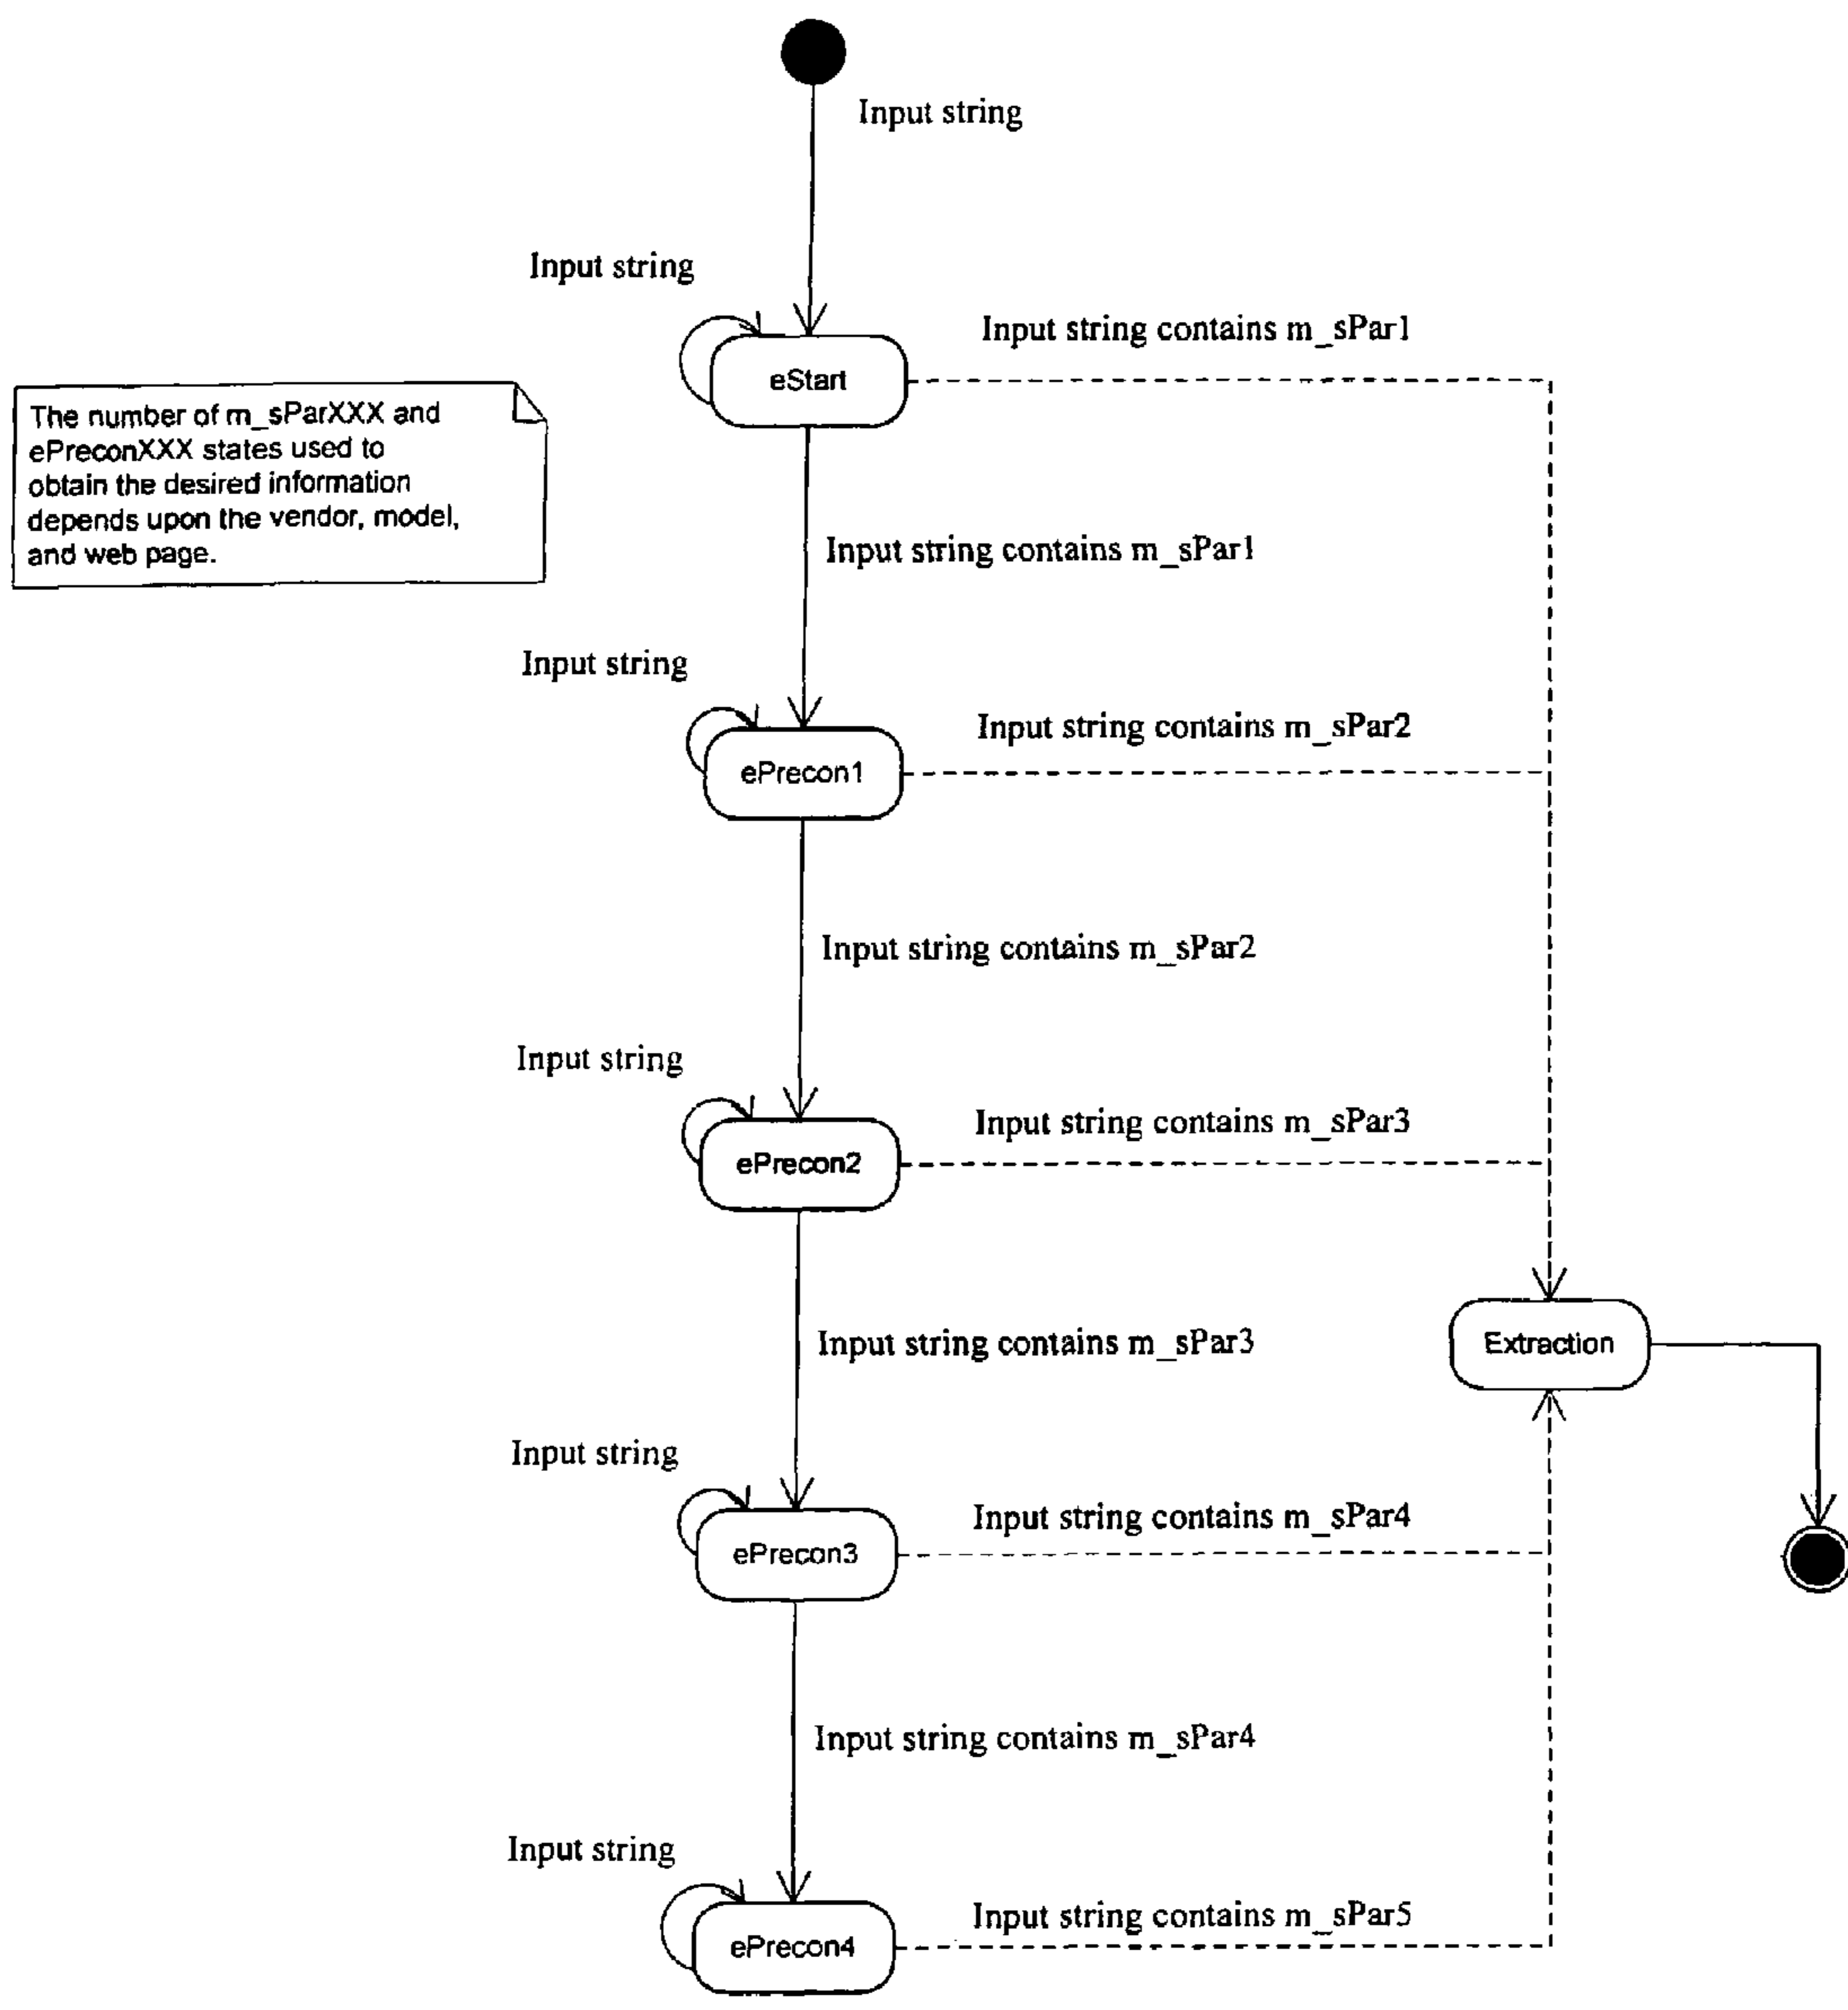 Input string
Input string
Input string contains m_sPar1
eStart
The number of m_sParXXX and
ePreconXXX states used to
obtain the desired information
depends upon the vendor, model,
and web page.
Input string contains m_sPar1
Input string
Input string contains m_sPar2
ePrecon1
Input string contains m_sPar2
Input string
Input string contains m_sPar3
ePrecon2
Input string contains m_sPar3
Extraction
Input string
Input string contains m_sPar4
ePrecon3
Input string contains m_sPar4
Input string
Input string contains m_sPar5
ePrecon4